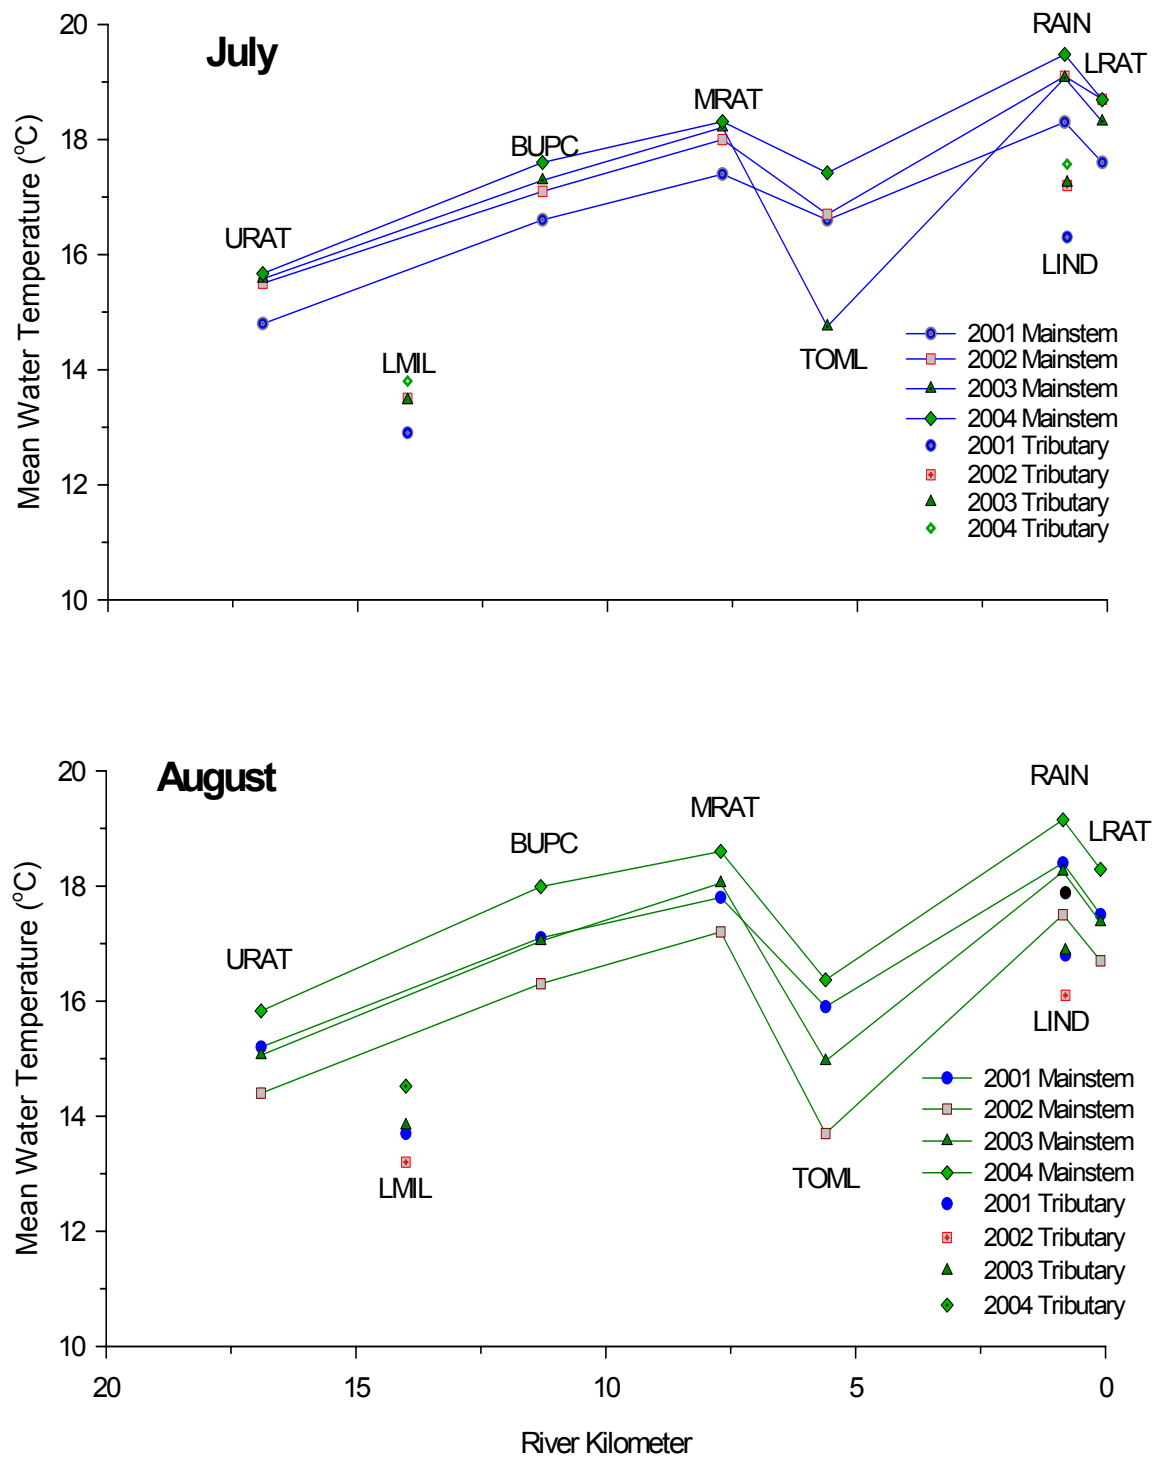 20
July
RAIN
LRAT
MRAT
18
BUPC
16
URAT
LIND
2001 Mainstem
14
LMIL
TOML
2002 Mainstem
2003 Mainstem
2004 Mainstem
2001 Tributary
12
2002 Tributary
2003 Tributary
2004 Tributary
10
Mean Water Temperature (°C)
20
August
RAIN
MRAT
LRAT
BUPC
18
URAT
16
LIND
2001 Mainstem
14
2002 Mainstem
2003 Mainstem
LMIL
TOML
2004 Mainstem
2001 Tributary
12
2002 Tributary
2003 Tributary
2004 Tributary
10
Mean Water Temperature (°C)
20 15 10 5 0
River Kilometer